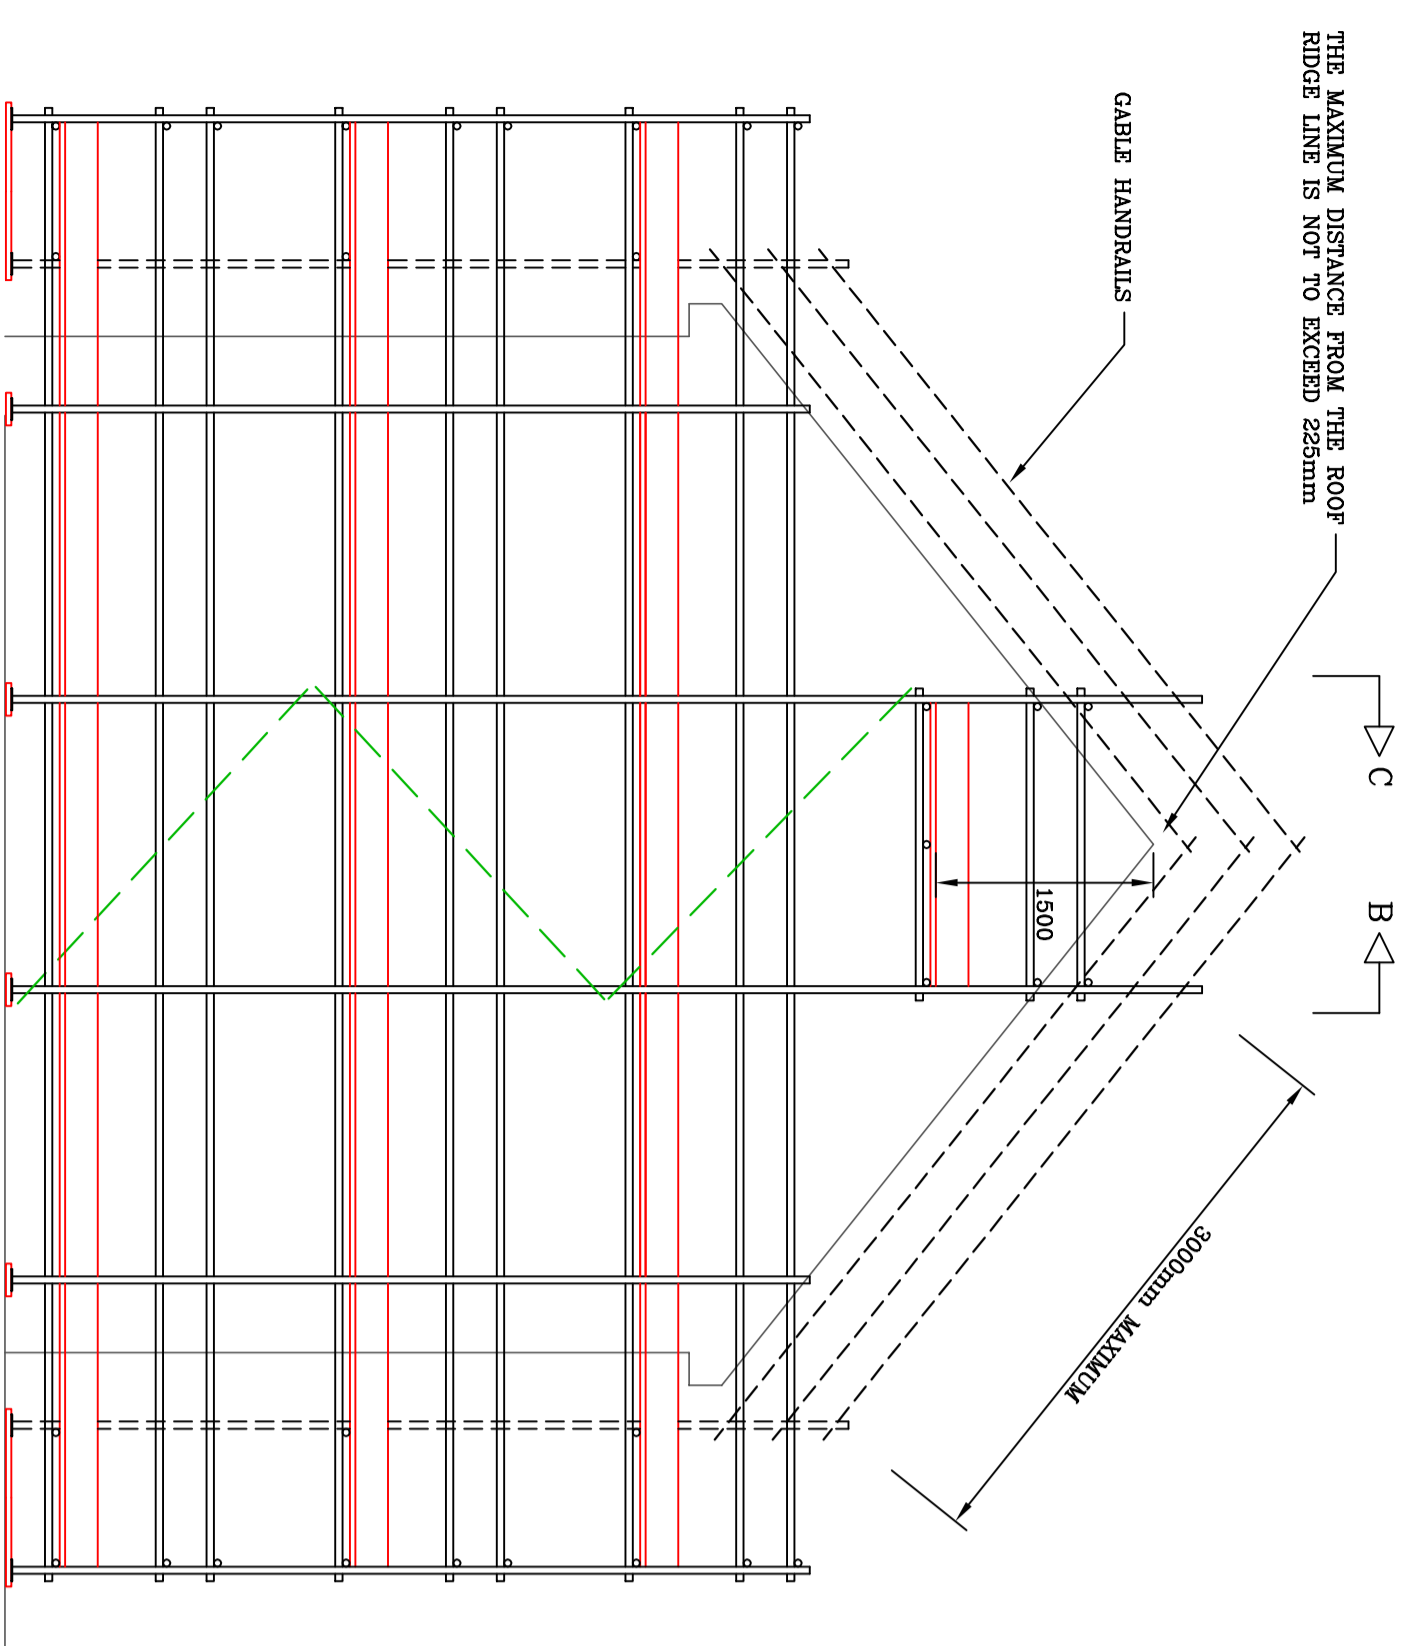 THE MAXIMUM DISTANCE FROM THE ROOF
RIDGE LINE IS NOT TO EXCEED 225mm
GABLE HANDRAILS
C
B
1500
3000mm MAXIMUM